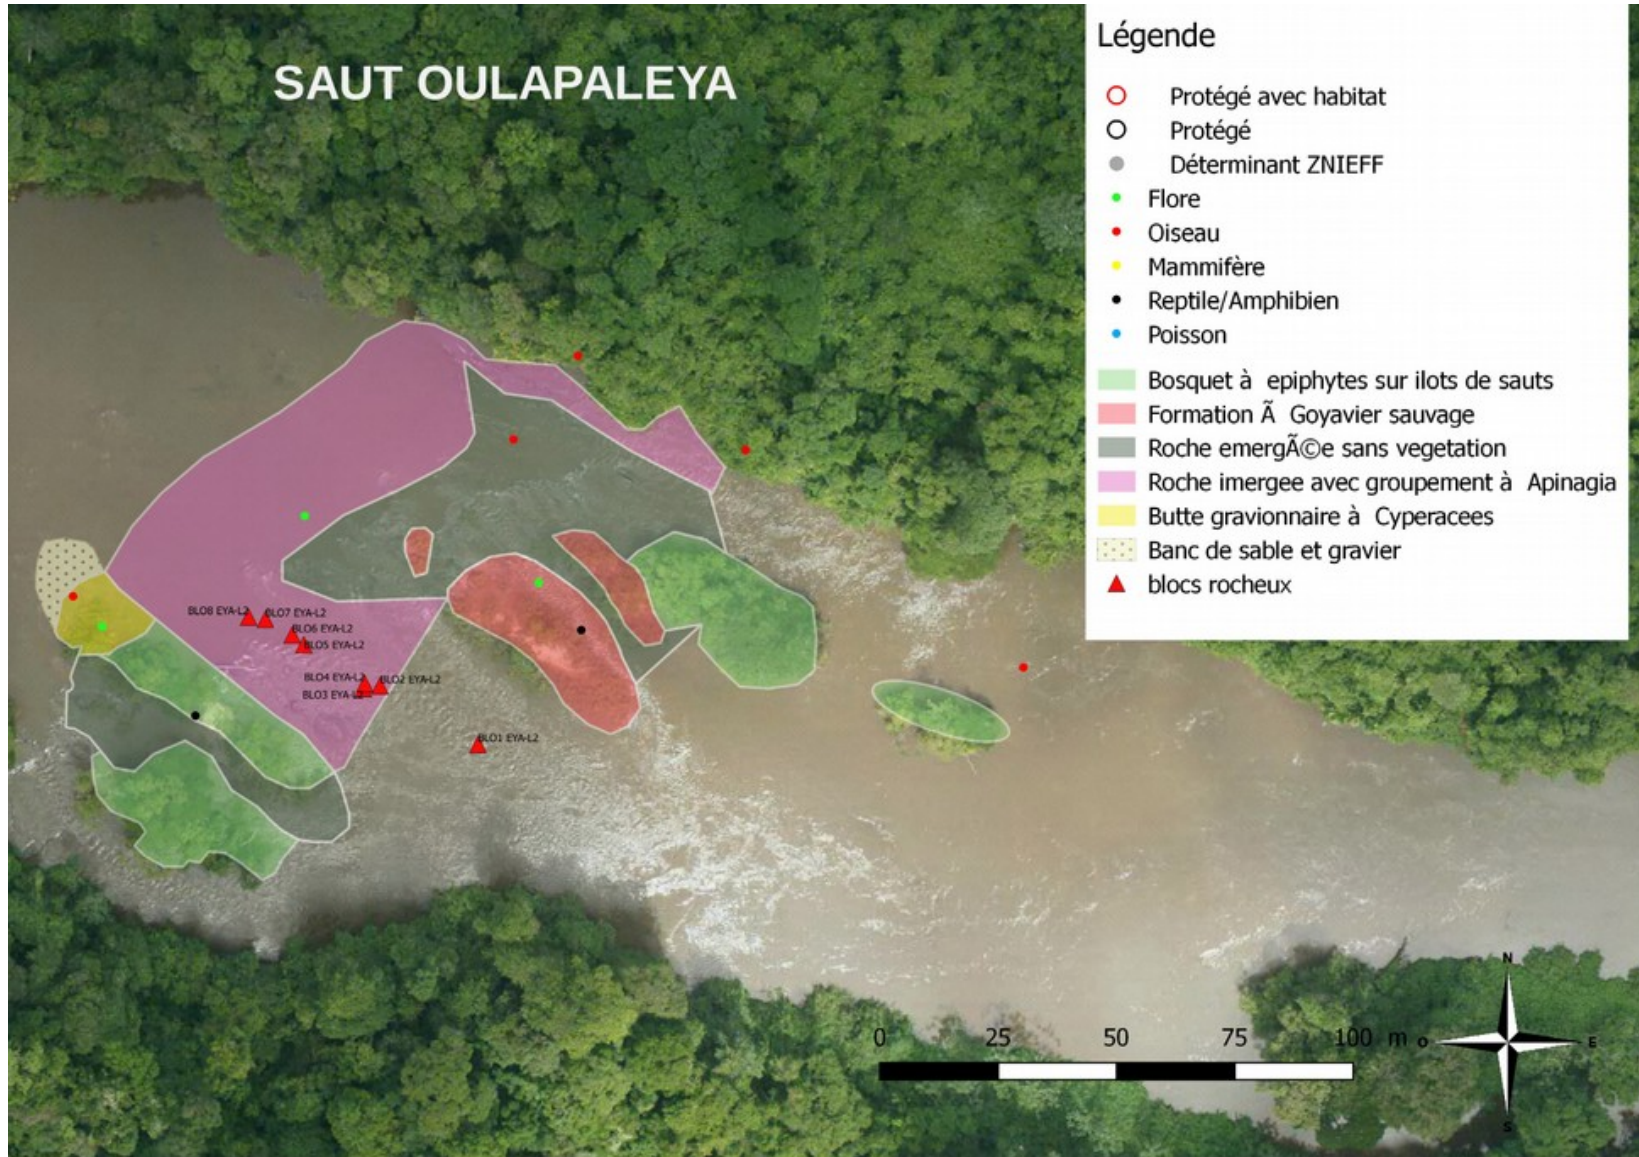 SAUT OULAPALEYA
Légende
Protégé avec habitat
Protégé
Déterminant ZNIEFF
Flore
Oiseau
Mammifère
Reptile/Amphibien
Poisson
Bosquet à epiphytes sur ilots de sauts
Formation Ã Goyavier sauvage
Roche emergÃ©e sans vegetation
Roche imergee avec groupement à Apinagia
Butte gravionnaire à Cyperacees
Banc de sable et gravier
blocs rocheux
BLO8 EYA-L2
BLO7 EYA-L2
BLO6 EYA-L2
BLO5 EYA-L2
BLO4 EYA-L2
BLO2 EYA-L2
BLO3 EYA-L2
BLO1 EYA-L2
0 25 50 75 100 m
N
O E
S